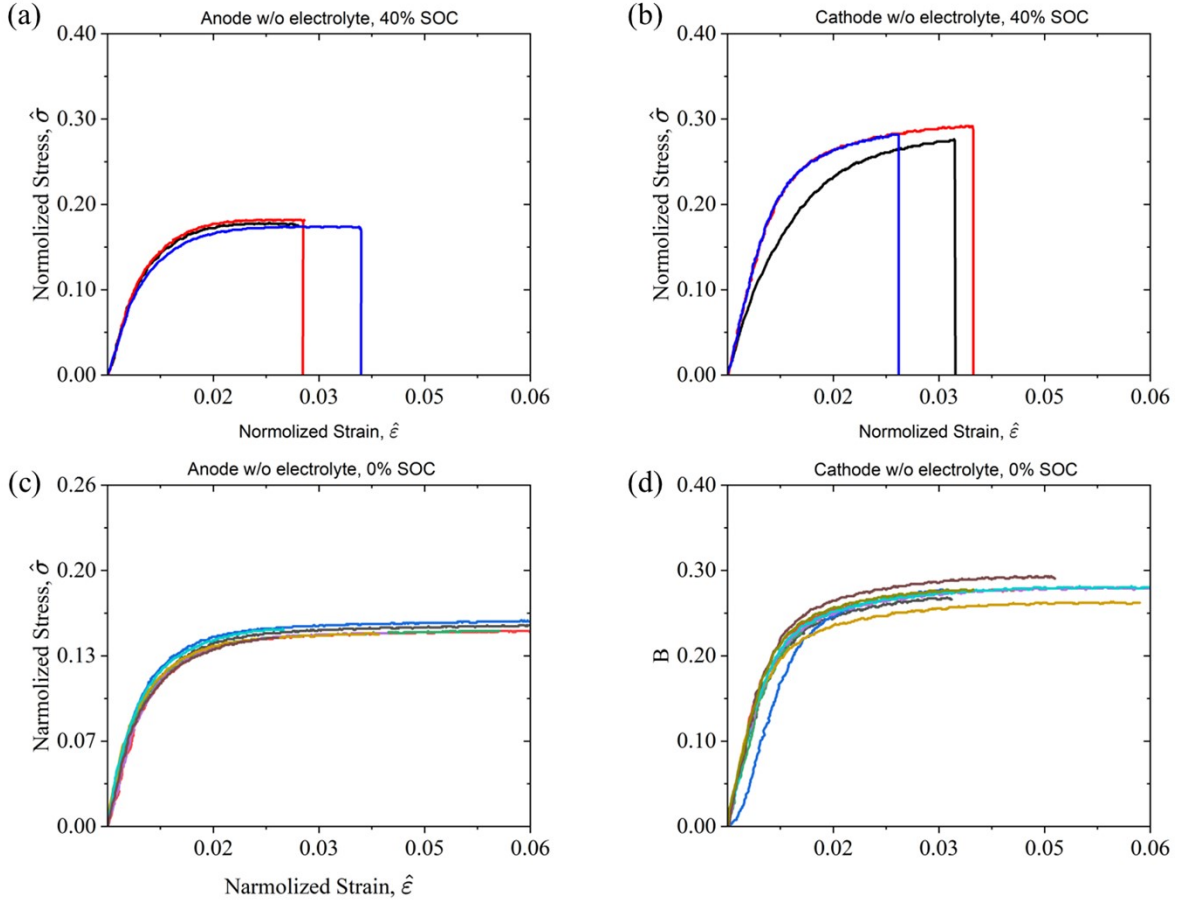 (a)
Anode w/o electrolyte, 40% SOC
0.40
0.30
0.20
0.10
0.00
Normolized Stress, σ̂
0.02
0.03
0.05
0.06
Normolized Strain, ε̂
(b)
Cathode w/o electrolyte, 40% SOC
0.40
0.30
0.20
0.10
0.00
Normolized Stress, σ̂
0.02
0.03
0.05
0.06
Normolized Strain, ε̂
(c)
Anode w/o electrolyte, 0% SOC
0.26
0.20
0.13
0.07
0.00
Narmolized Stress, σ̂
0.02
0.03
0.05
0.06
Narmolized Strain, ε̂
(d)
Cathode w/o electrolyte, 0% SOC
0.40
0.30
0.20
0.10
0.00
B
0.02
0.03
0.05
0.06